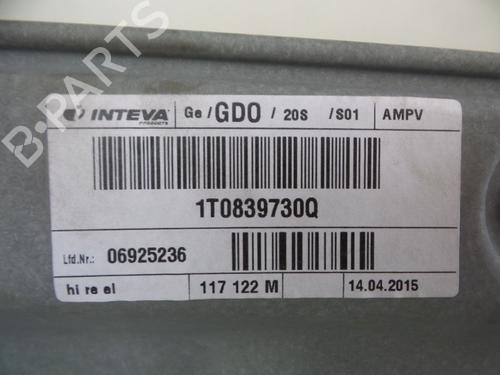 INTEVA PRODUCTS Ge/GDO/20S/S01 AMPV
1T0839730Q
Lfd.Nr.: 06925236
hi re el 117 122 M 14.04.2015
B-PARTS